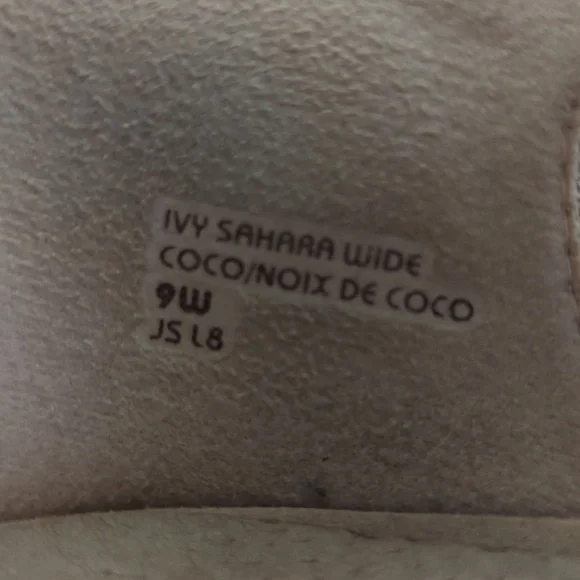 IVY SAHARA WIDE
COCO/NOIX DE COCO
9W
JS L8